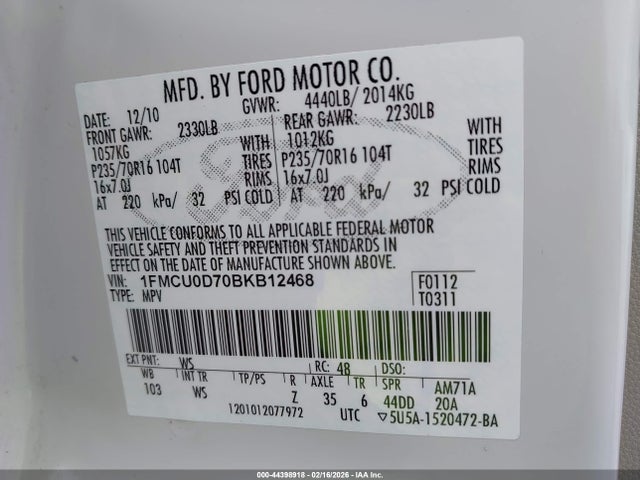 MFD. BY FORD MOTOR CO.
DATE: 12/10 GVWR: 4440LB/ 2014KG
FRONT GAWR: 2330LB REAR GAWR: 2230LB
1057KG WITH 1012KG WITH
P235/70R16 104T TIRES P235/70R16 104T TIRES
16x7.0J RIMS 16x7.0J RIMS
AT 220 kPa/ 32 PSI COLD AT 220 kPa/ 32 PSI COLD
Ford
THIS VEHICLE CONFORMS TO ALL APPLICABLE FEDERAL MOTOR
VEHICLE SAFETY AND THEFT PREVENTION STANDARDS IN
EFFECT ON THE DATE OF MANUFACTURE SHOWN ABOVE.
VIN: 1FMCU0D70BKB12468 F0112
TYPE: MPV T0311
EXT PNT: WS RC: 48 DSO:
WB INT TR TP/PS R AXLE TR SPR AM71A
103 WS Z 35 6 44DD 20A
1201012077972 UTC ▽5U5A-1520472-BA
000-44398918 - 02/16/2026 - IAA Inc.